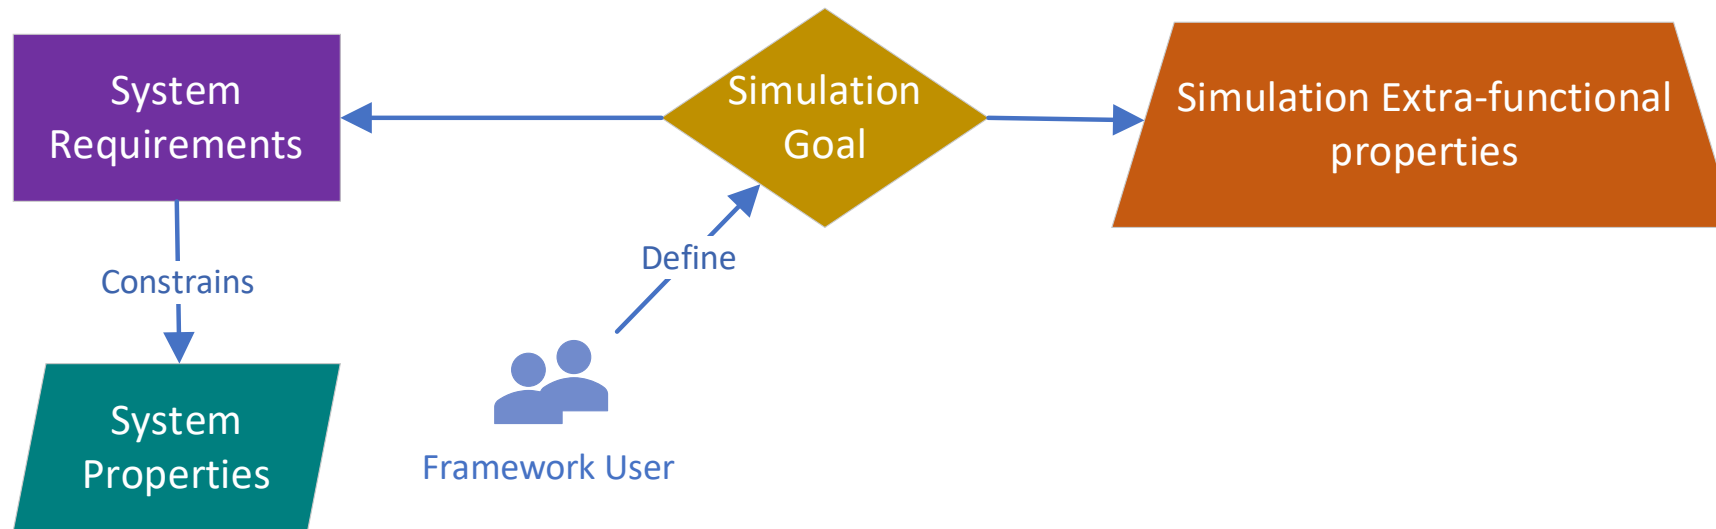 System
Requirements
Simulation
Goal
Simulation Extra-functional
properties
Define
Constrains
System
Properties
Framework User